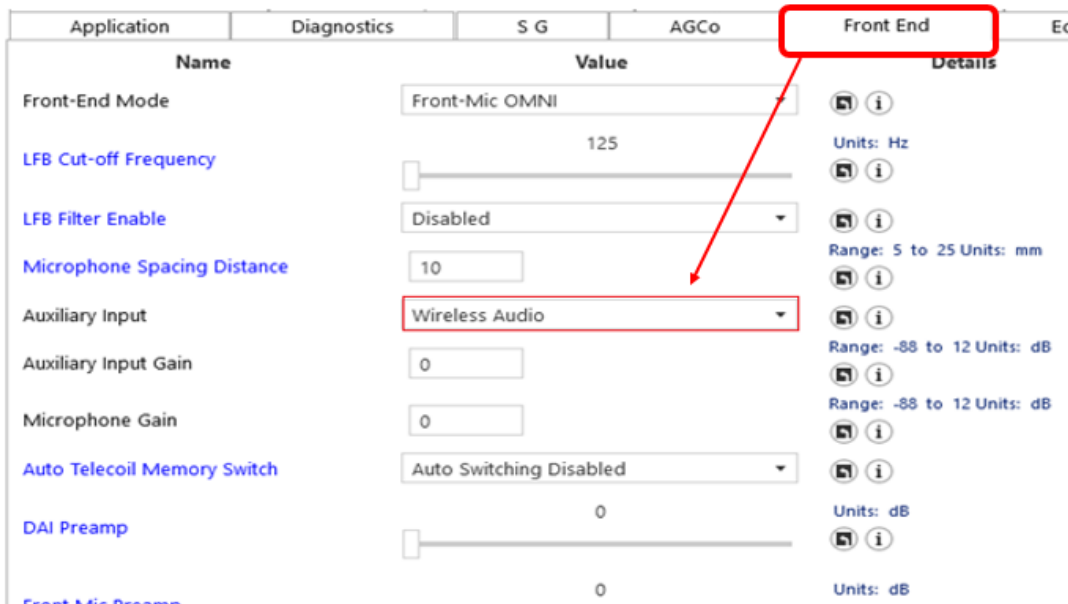 Application Diagnostics S G AGCo Front End
Name Value Details
Front-End Mode Front-Mic OMNI
LFB Cut-off Frequency 125 Units: Hz
LFB Filter Enable Disabled
Microphone Spacing Distance 10 Range: 5 to 25 Units: mm
Auxiliary Input Wireless Audio
Auxiliary Input Gain 0 Range: -88 to 12 Units: dB
Microphone Gain 0 Range: -88 to 12 Units: dB
Auto Telecoil Memory Switch Auto Switching Disabled
DAI Preamp 0 Units: dB
Front Mic Preamp 0 Units: dB